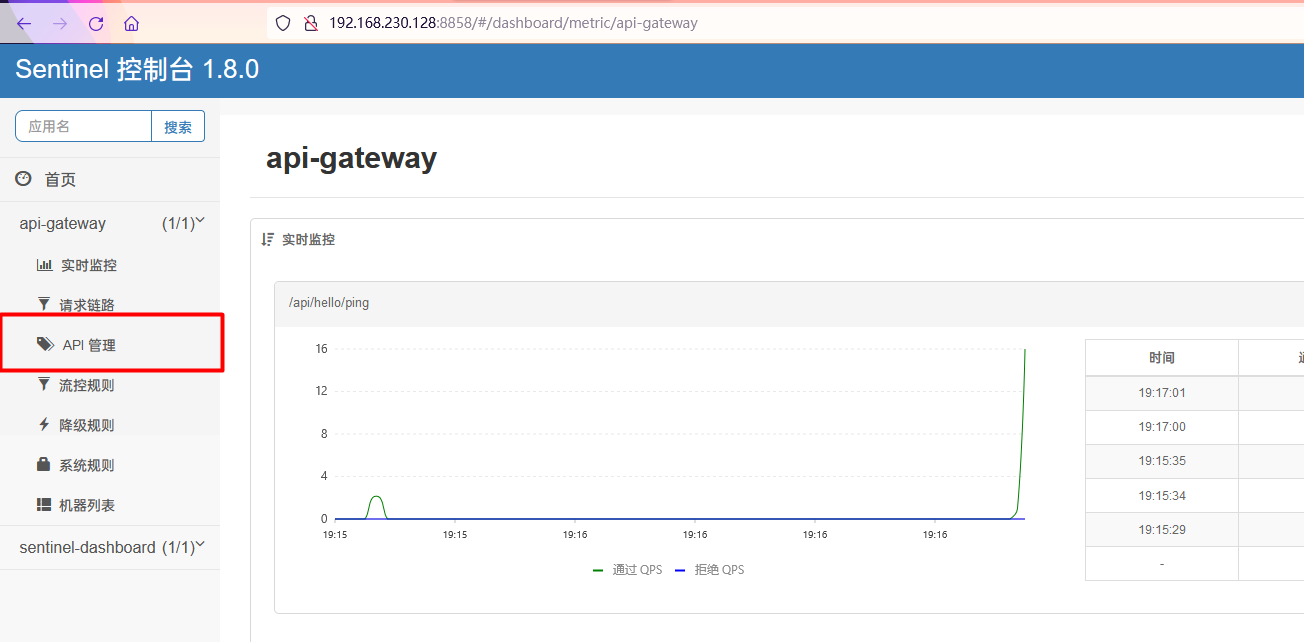 192.168.230.128:8858/#/dashboard/metric/api-gateway
Sentinel 控制台 1.8.0
应用名 搜索
首页
api-gateway (1/1)
实时监控
请求链路
API 管理
流控规则
降级规则
系统规则
机器列表
sentinel-dashboard (1/1)
api-gateway
实时监控
/api/hello/ping
16
12
8
4
0
19:15 19:15 19:16 19:16 19:16 19:16
通过 QPS 拒绝 QPS
时间
19:17:01
19:17:00
19:15:35
19:15:34
19:15:29
-